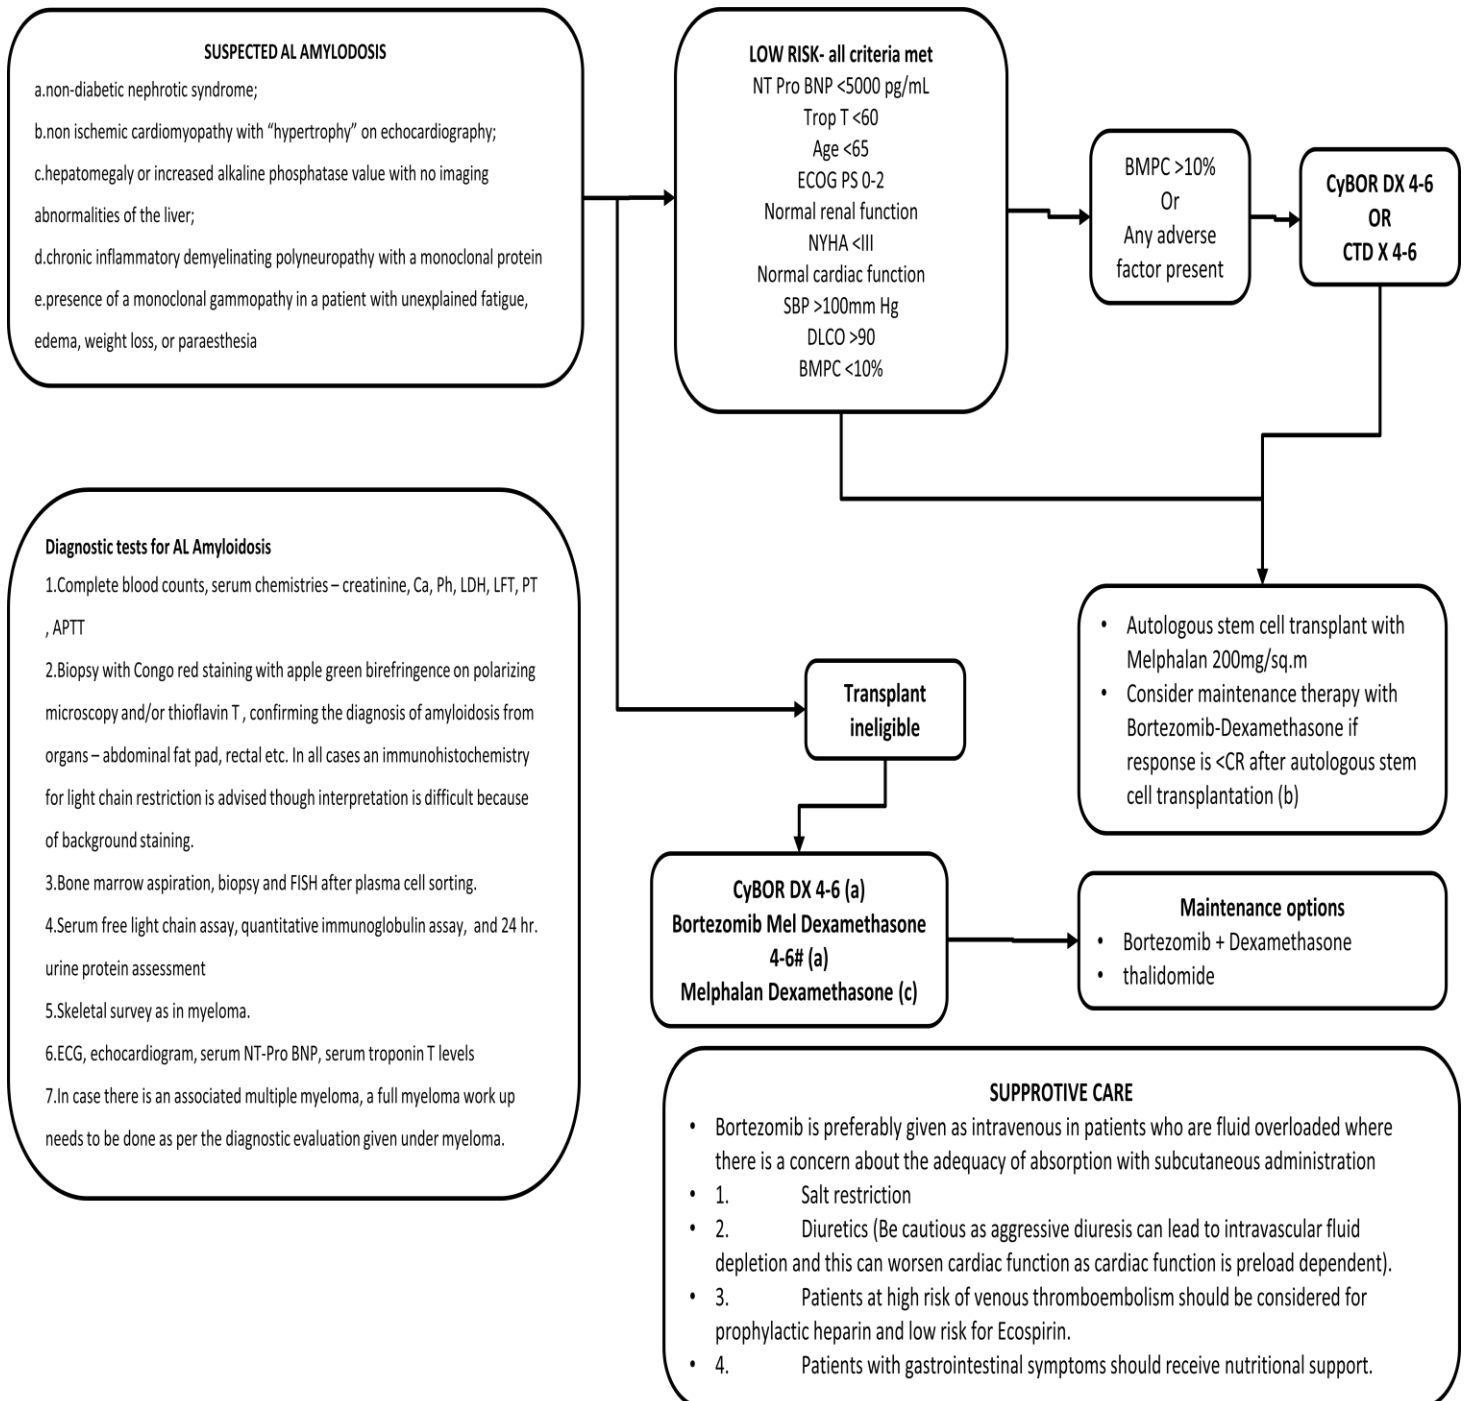 SUSPECTED AL AMYLODOSIS
a.non-diabetic nephrotic syndrome;
b.non ischemic cardiomyopathy with “hypertrophy” on echocardiography;
c.hepatomegaly or increased alkaline phosphatase value with no imaging
abnormalities of the liver;
d.chronic inflammatory demyelinating polyneuropathy with a monoclonal protein
e.presence of a monoclonal gammopathy in a patient with unexplained fatigue,
edema, weight loss, or paraesthesia
LOW RISK- all criteria met
NT Pro BNP <5000 pg/mL
Trop T <60
Age <65
ECOG PS 0-2
Normal renal function
NYHA <III
Normal cardiac function
SBP >100mm Hg
DLCO >90
BMPC <10%
BMPC >10%
Or
Any adverse
factor present
CyBOR DX 4-6
OR
CTD X 4-6
Diagnostic tests for AL Amyloidosis
1.Complete blood counts, serum chemistries – creatinine, Ca, Ph, LDH, LFT, PT
, APTT
2.Biopsy with Congo red staining with apple green birefringence on polarizing
microscopy and/or thioflavin T , confirming the diagnosis of amyloidosis from
organs – abdominal fat pad, rectal etc. In all cases an immunohistochemistry
for light chain restriction is advised though interpretation is difficult because
of background staining.
3.Bone marrow aspiration, biopsy and FISH after plasma cell sorting.
4.Serum free light chain assay, quantitative immunoglobulin assay, and 24 hr.
urine protein assessment
5.Skeletal survey as in myeloma.
6.ECG, echocardiogram, serum NT-Pro BNP, serum troponin T levels
7.In case there is an associated multiple myeloma, a full myeloma work up
needs to be done as per the diagnostic evaluation given under myeloma.
• Autologous stem cell transplant with
Melphalan 200mg/sq.m
• Consider maintenance therapy with
Bortezomib-Dexamethasone if
response is <CR after autologous stem
cell transplantation (b)
Transplant
ineligible
CyBOR DX 4-6 (a)
Bortezomib Mel Dexamethasone
4-6# (a)
Melphalan Dexamethasone (c)
Maintenance options
• Bortezomib + Dexamethasone
• thalidomide
SUPPROTIVE CARE
• Bortezomib is preferably given as intravenous in patients who are fluid overloaded where
there is a concern about the adequacy of absorption with subcutaneous administration
• 1. Salt restriction
• 2. Diuretics (Be cautious as aggressive diuresis can lead to intravascular fluid
depletion and this can worsen cardiac function as cardiac function is preload dependent).
• 3. Patients at high risk of venous thromboembolism should be considered for
prophylactic heparin and low risk for Ecospirin.
• 4. Patients with gastrointestinal symptoms should receive nutritional support.